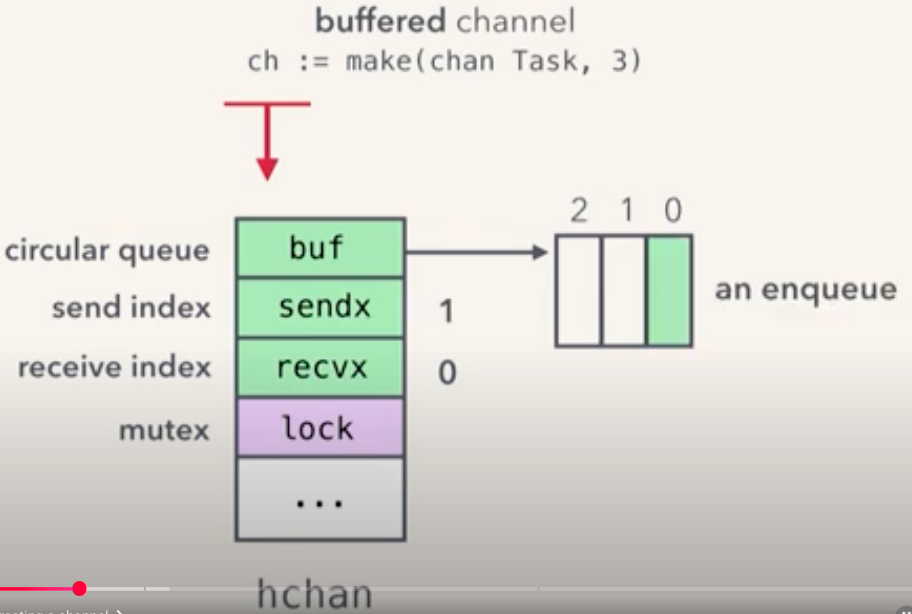 buffered channel
ch := make(chan Task, 3)
2 1 0
circular queue buf
an enqueue
send index sendx 1
receive index recvx 0
mutex lock
...
hchan